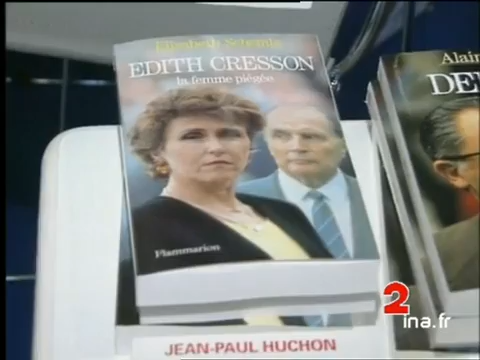 Elisabeth Schemla
EDITH CRESSON
la femme piégée
Flammarion
Alain
DE
JEAN-PAUL HUCHON
2
ina.fr